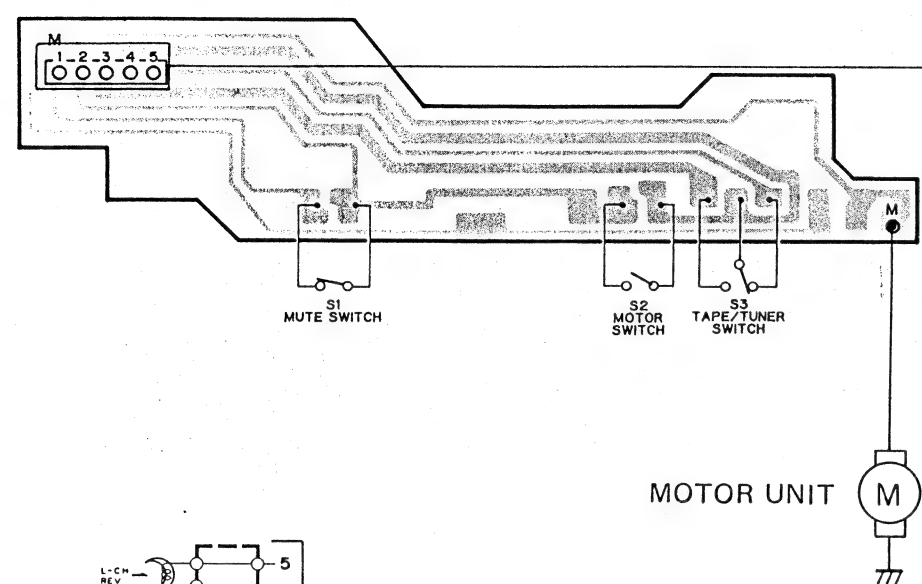 M
1 - 2 - 3 - 4 - 5
M
S1
MUTE SWITCH
S2
MOTOR
SWITCH
S3
TAPE/TUNER
SWITCH
MOTOR UNIT
M
L-CH
REV
5